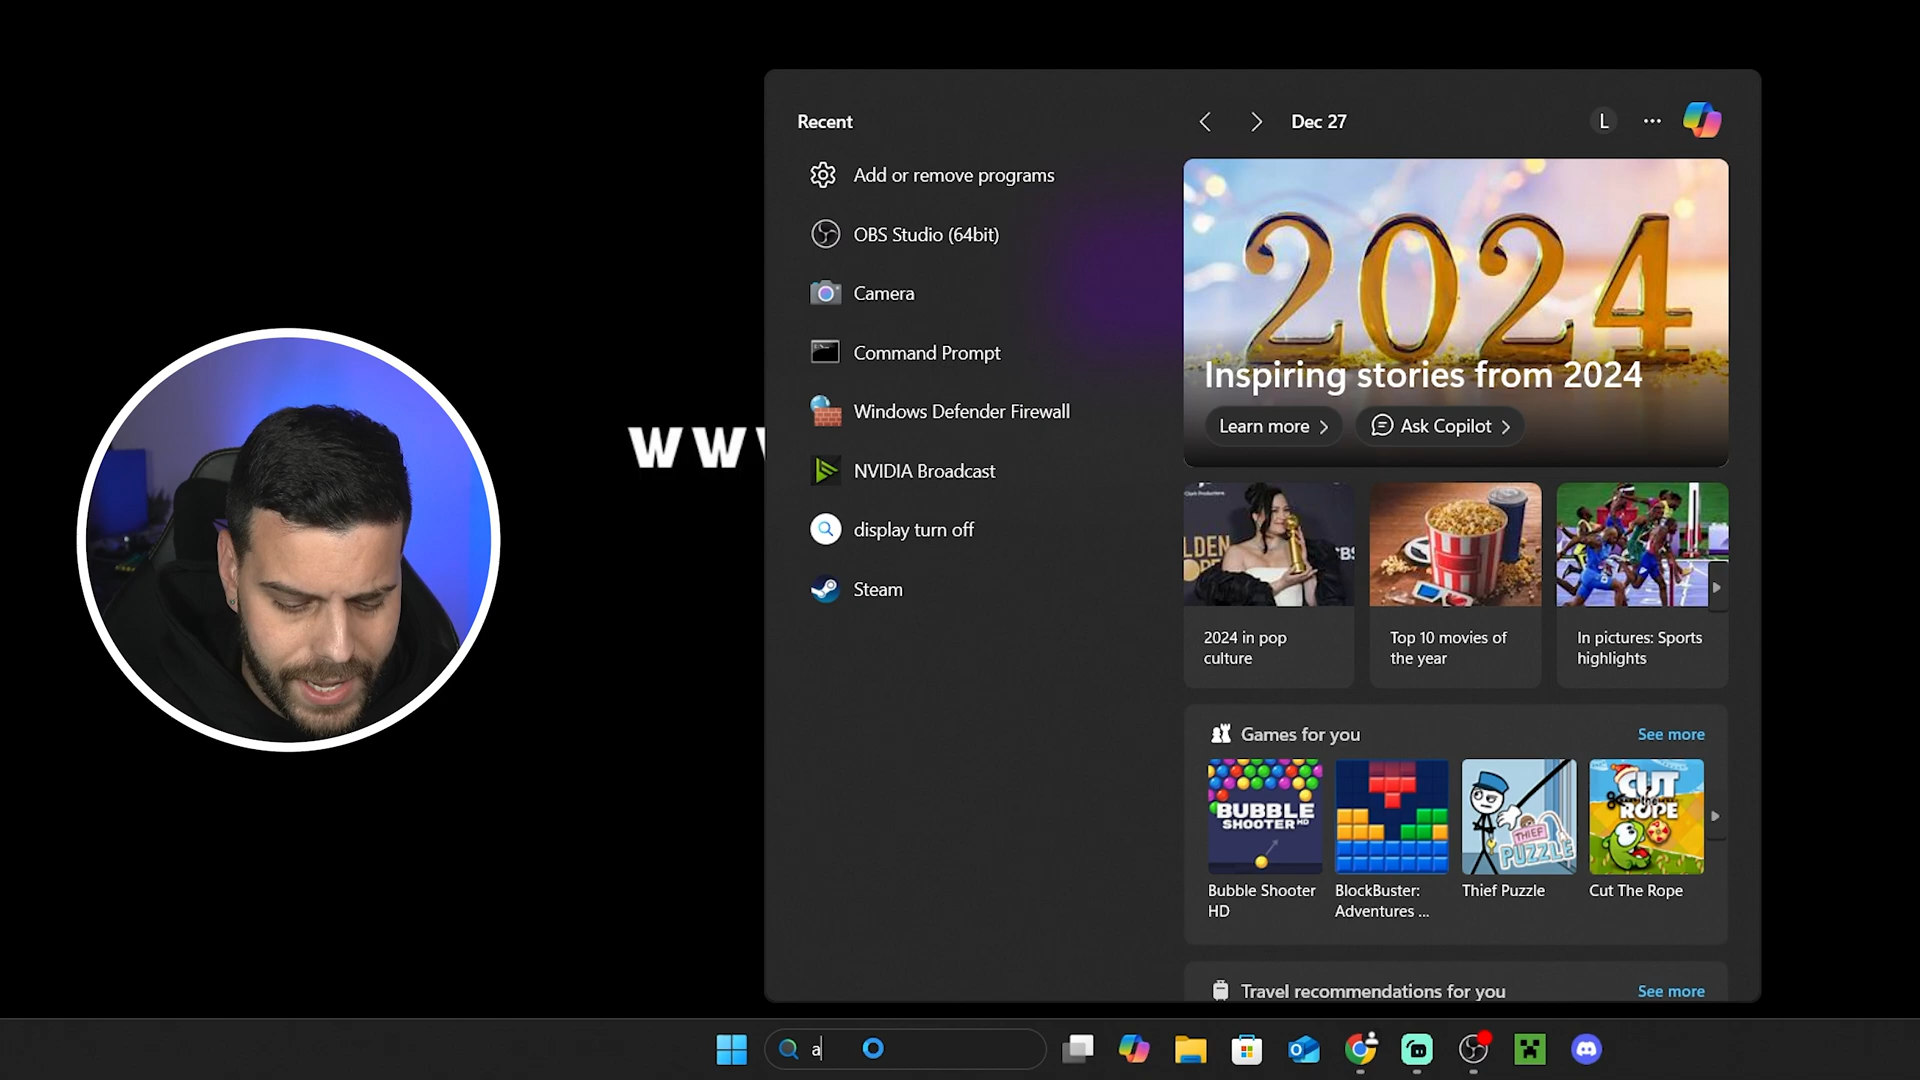 Recent
Add or remove programs
OBS Studio (64bit)
Camera
Command Prompt
Windows Defender Firewall
NVIDIA Broadcast
display turn off
Steam
WW
Dec 27
L
2024
Inspiring stories from 2024
Learn more
Ask Copilot
2024 in pop
culture
Top 10 movies of
the year
In pictures: Sports
highlights
Games for you
See more
BUBBLE
SHOOTER HD
THIEF
PUZZLE
CUT
THE
ROPE
Bubble Shooter
HD
BlockBuster:
Adventures ...
Thief Puzzle
Cut The Rope
Travel recommendations for you
See more
a